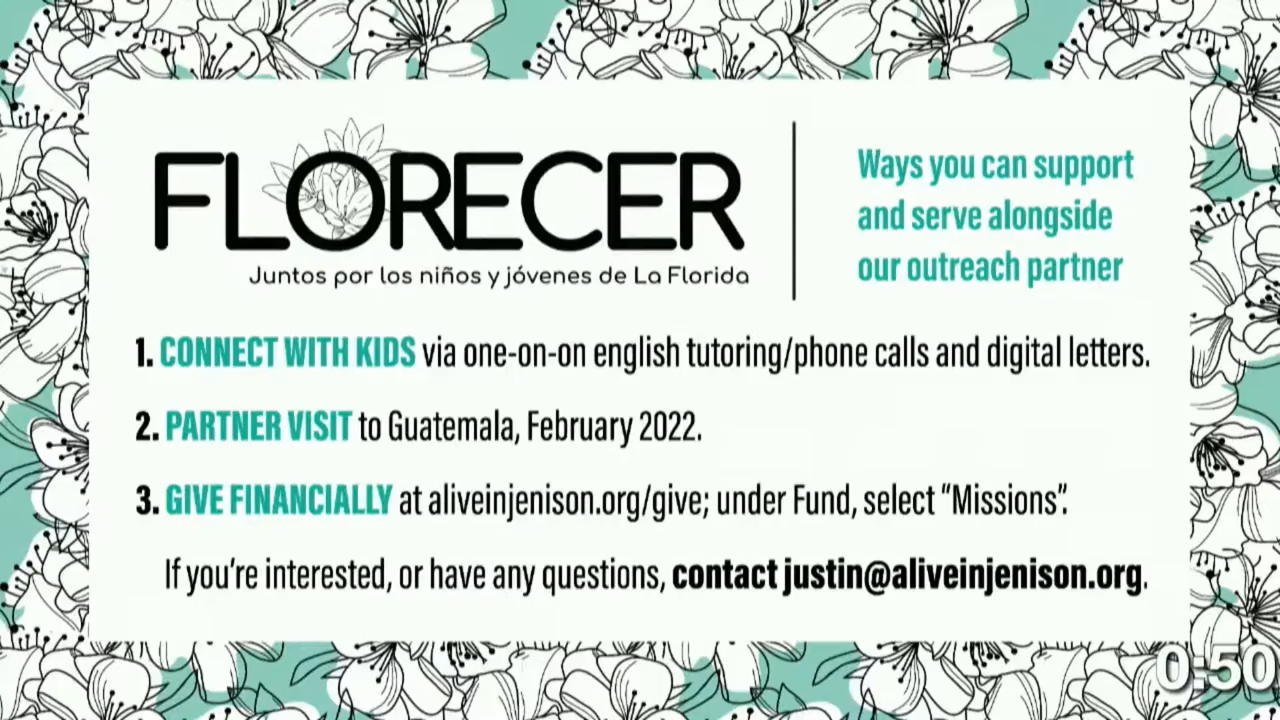 FLORECER
Juntos por los niños y jóvenes de La Florida
Ways you can support
and serve alongside
our outreach partner
1. CONNECT WITH KIDS via one-on-on english tutoring/phone calls and digital letters.
2. PARTNER VISIT to Guatemala, February 2022.
3. GIVE FINANCIALLY at aliveinjenison.org/give; under Fund, select “Missions”.
If you’re interested, or have any questions, contact justin@aliveinjenison.org.
0:50